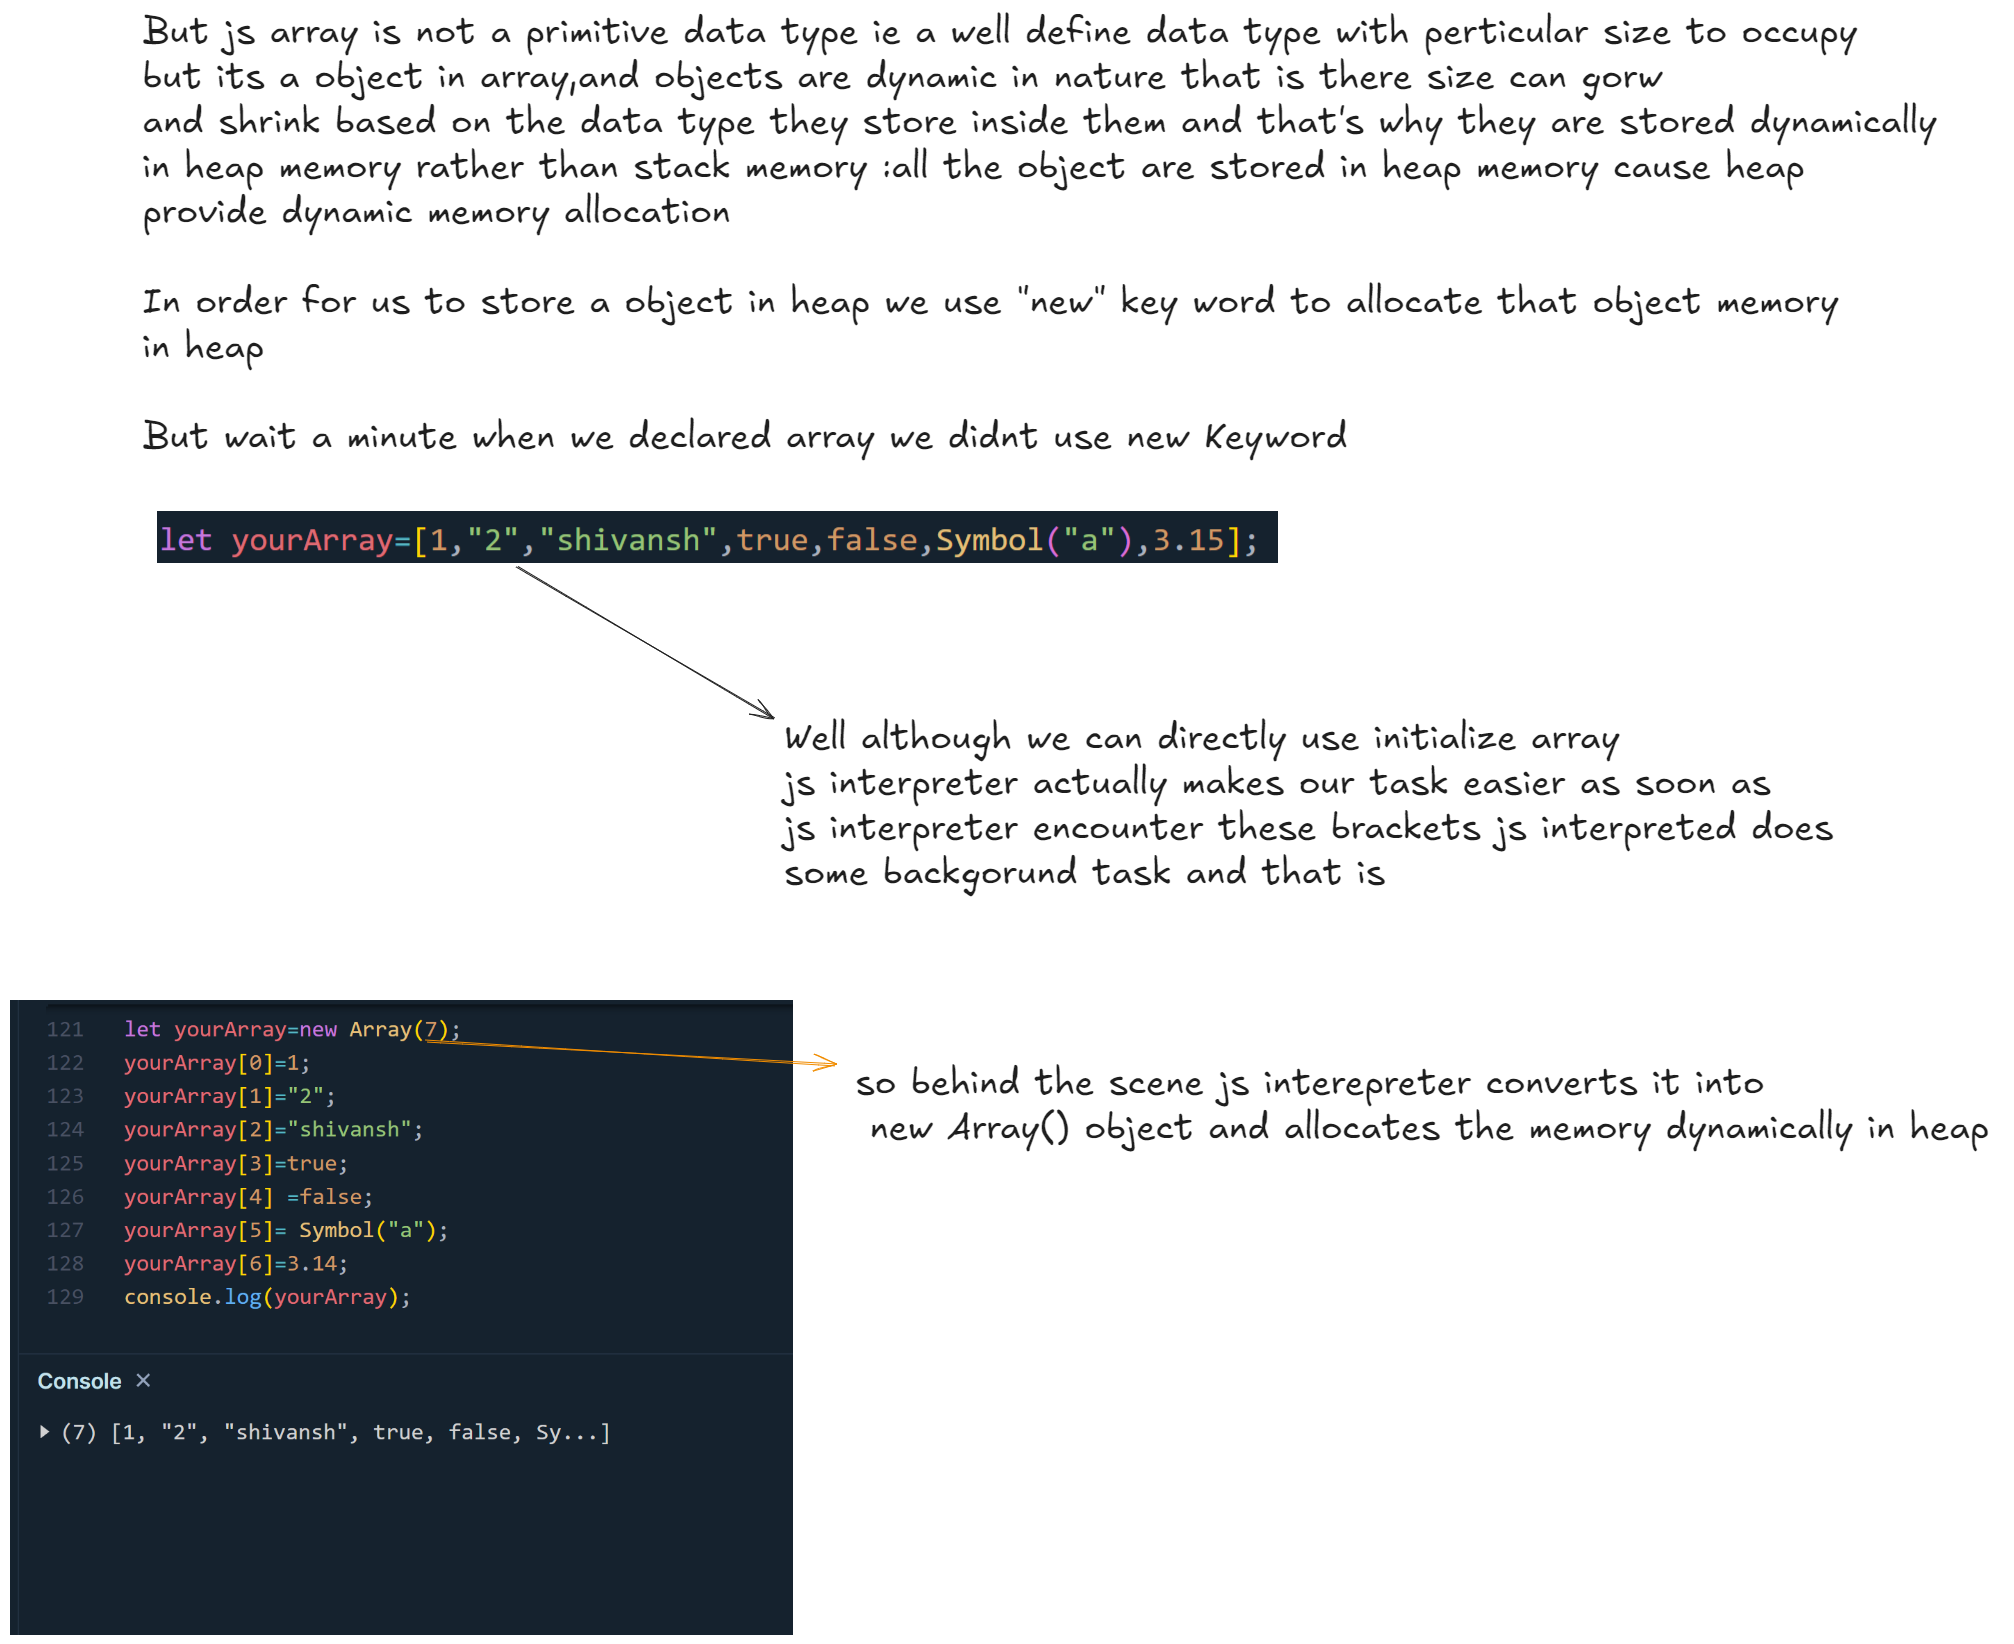 But js array is not a primitive data type ie a well define data type with perticular size to occupy
but its a object in array,and objects are dynamic in nature that is there size can gorw
and shrink based on the data type they store inside them and that's why they are stored dynamically
in heap memory rather than stack memory :all the object are stored in heap memory cause heap
provide dynamic memory allocation
In order for us to store a object in heap we use "new" key word to allocate that object memory
in heap
But wait a minute when we declared array we didnt use new Keyword
let yourArray=[1,"2","shivansh",true,false,Symbol("a"),3.15];
Well although we can directly use initialize array
js interpreter actually makes our task easier as soon as
js interpreter encounter these brackets js interpreted does
some backgorund task and that is
121 let yourArray=new Array(7);
122 yourArray[0]=1;
123 yourArray[1]="2";
124 yourArray[2]="shivansh";
125 yourArray[3]=true;
126 yourArray[4] =false;
127 yourArray[5]= Symbol("a");
128 yourArray[6]=3.14;
129 console.log(yourArray);
so behind the scene js interepreter converts it into
new Array() object and allocates the memory dynamically in heap
Console ×
(7) [1, "2", "shivansh", true, false, Sy...]